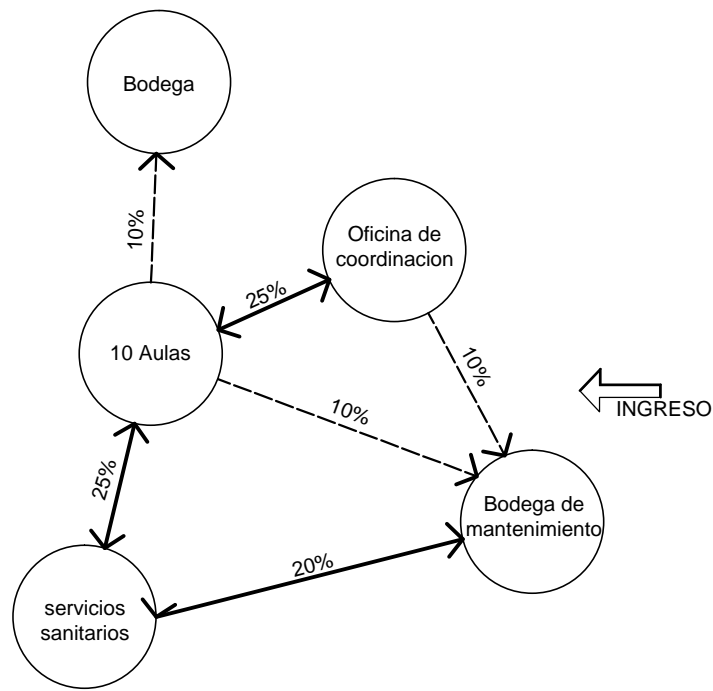 Bodega
10%
Oficina de
coordinacion
25%
10 Aulas
10%
10%
INGRESO
25%
Bodega de
mantenimiento
20%
servicios
sanitarios